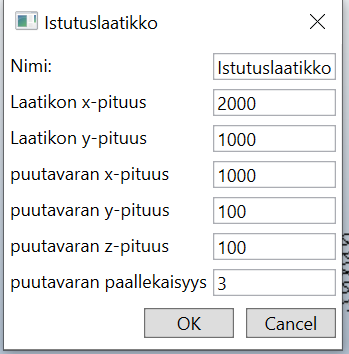 Istutuslaatikko
Nimi: Istutuslaatikko
Laatikon x-pituus 2000
Laatikon y-pituus 1000
puutavaran x-pituus 1000
puutavaran y-pituus 100
puutavaran z-pituus 100
puutavaran paallekaisyys 3
OK Cancel